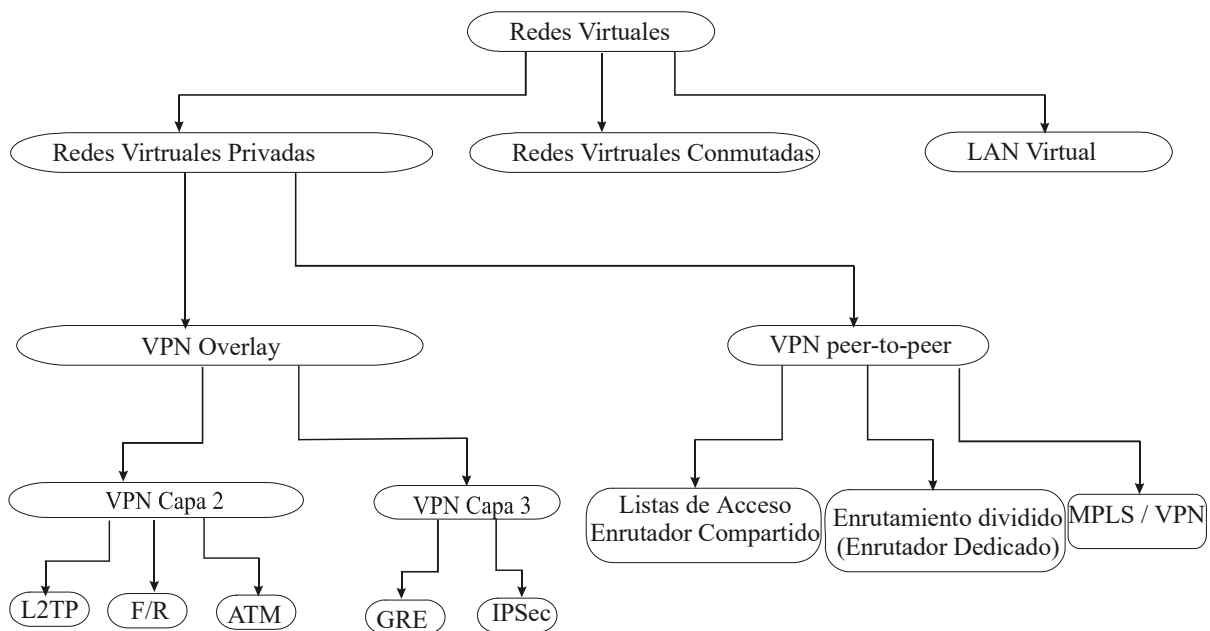 Redes Virtuales
Redes Virtruales Privadas
Redes Virtruales Conmutadas
LAN Virtual
VPN Overlay
VPN peer-to-peer
VPN Capa 2
VPN Capa 3
Listas de Acceso
Enrutador Compartido
Enrutamiento dividido
(Enrutador Dedicado)
MPLS / VPN
L2TP
F/R
ATM
GRE
IPSec